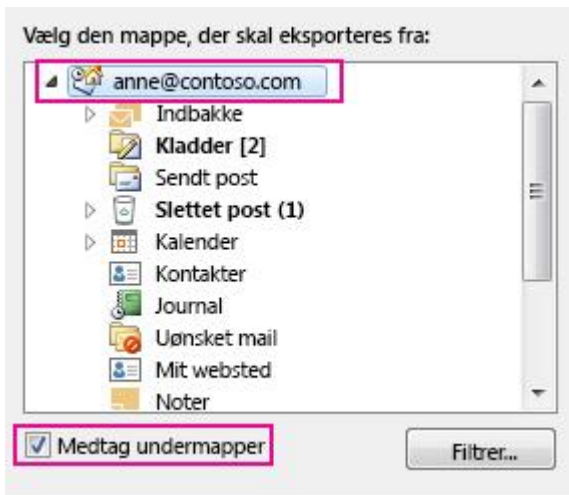 Vælg den mappe, der skal eksporteres fra:
anne@contoso.com
Indbakke
Kladder [2]
Sendt post
Slettet post (1)
Kalender
Kontakter
Journal
Uønsket mail
Mit websted
Noter
Medtag undermapper
Filtrer...